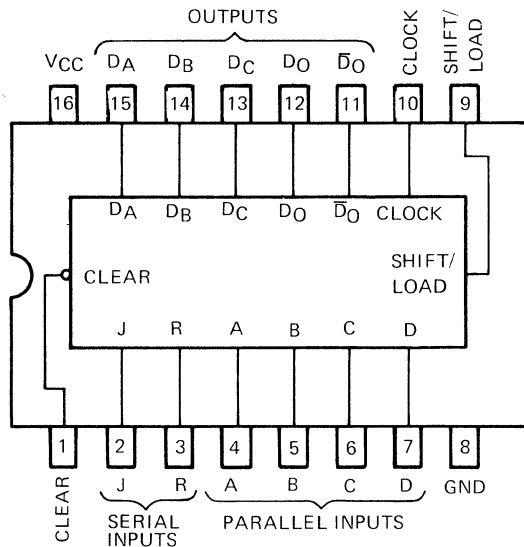 OUTPUTS
VCC DA DB DC DO D̅O CLOCK SHIFT/
LOAD
16 15 14 13 12 11 10 9
DA DB DC DO D̅O CLOCK
CLEAR
SHIFT/
LOAD
J R A B C D
1 2 3 4 5 6 7 8
CLEAR J R A B C D GND
SERIAL
INPUTS
PARALLEL INPUTS